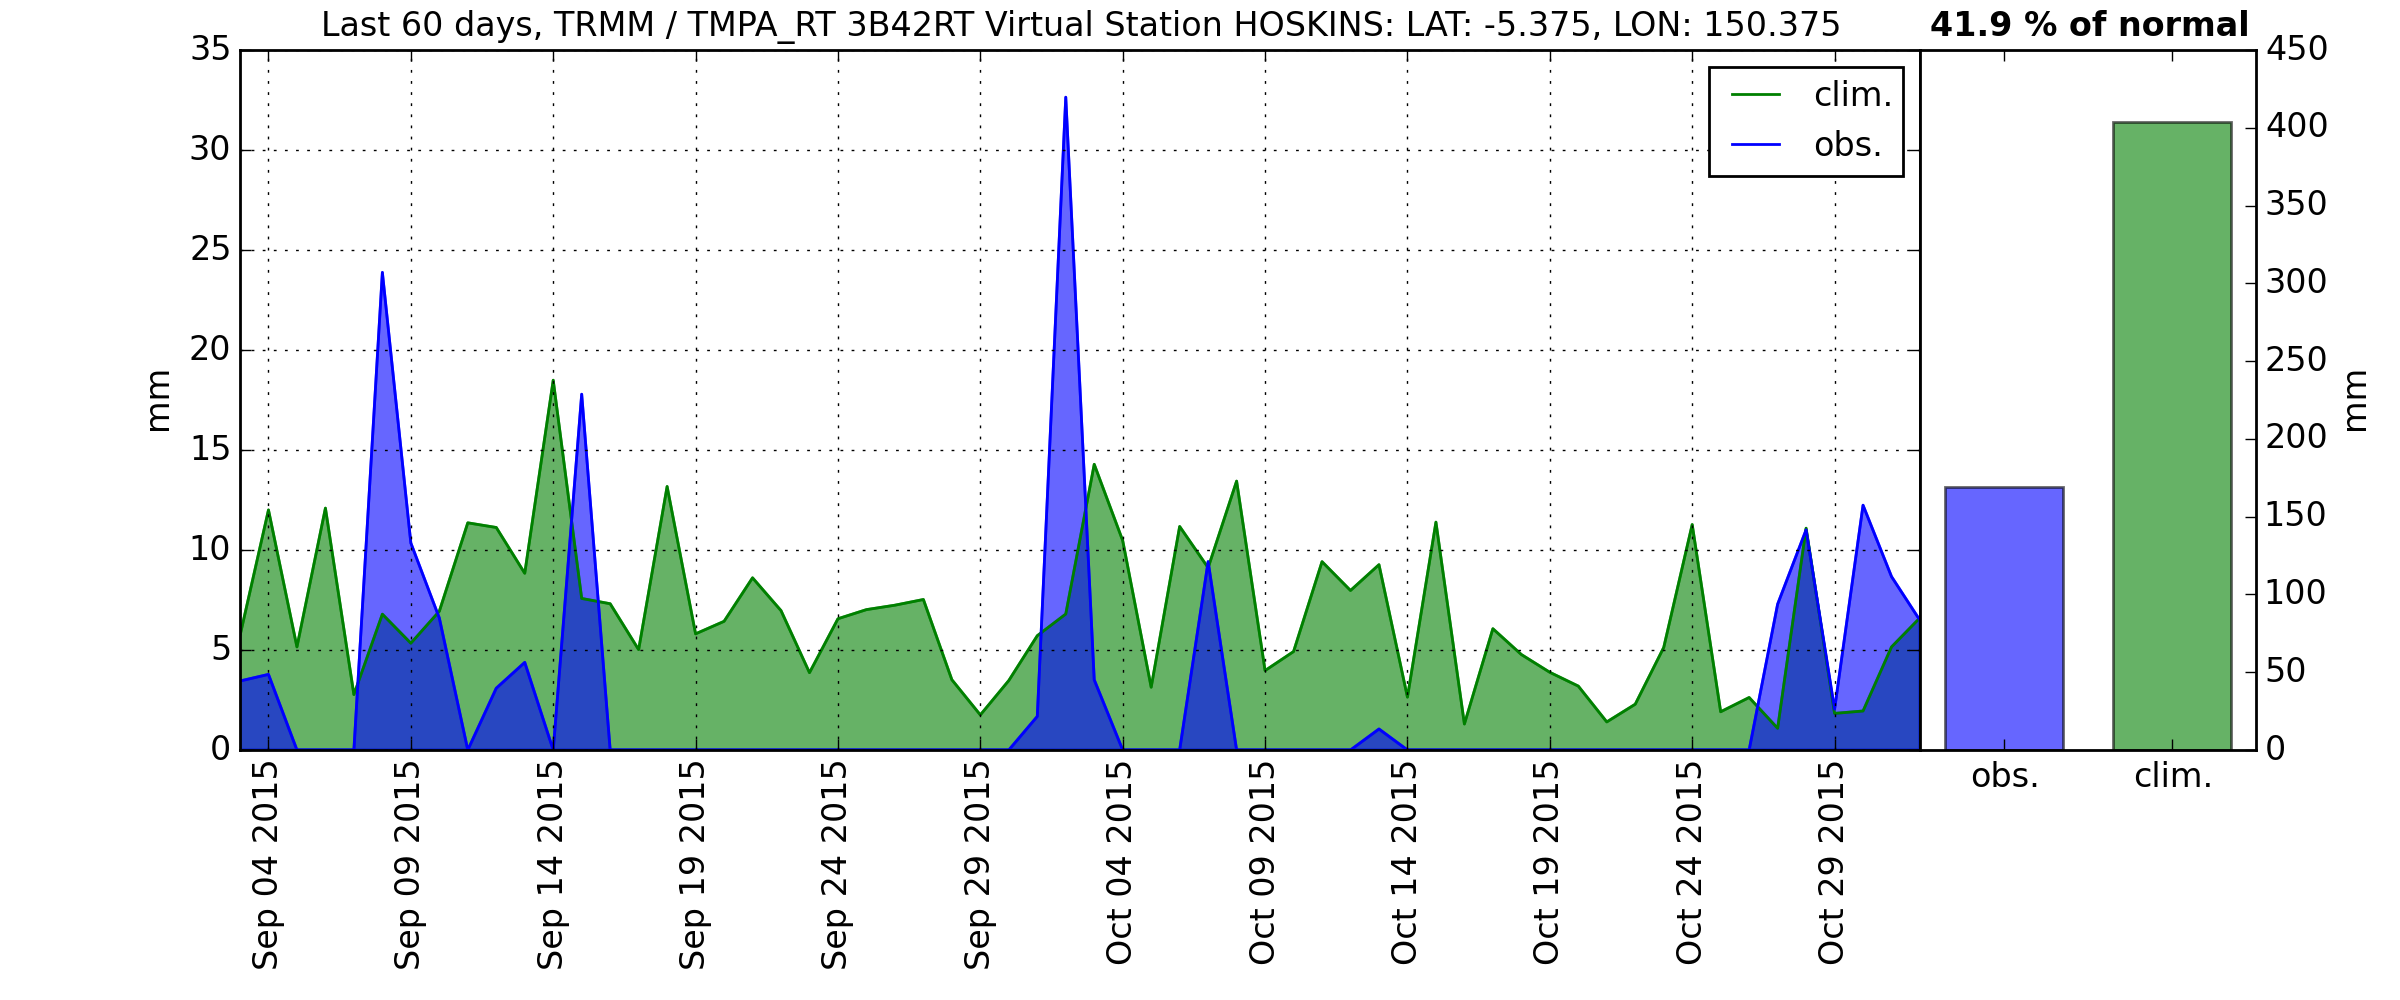 Last 60 days, TRMM / TMPA_RT 3B42RT Virtual Station HOSKINS: LAT: -5.375, LON: 150.375
41.9 % of normal
35
30
25
20
15
10
5
0
mm
clim.
obs.
Sep 04 2015
Sep 09 2015
Sep 14 2015
Sep 19 2015
Sep 24 2015
Sep 29 2015
Oct 04 2015
Oct 09 2015
Oct 14 2015
Oct 19 2015
Oct 24 2015
Oct 29 2015
450
400
350
300
250
200
150
100
50
0
mm
obs.
clim.